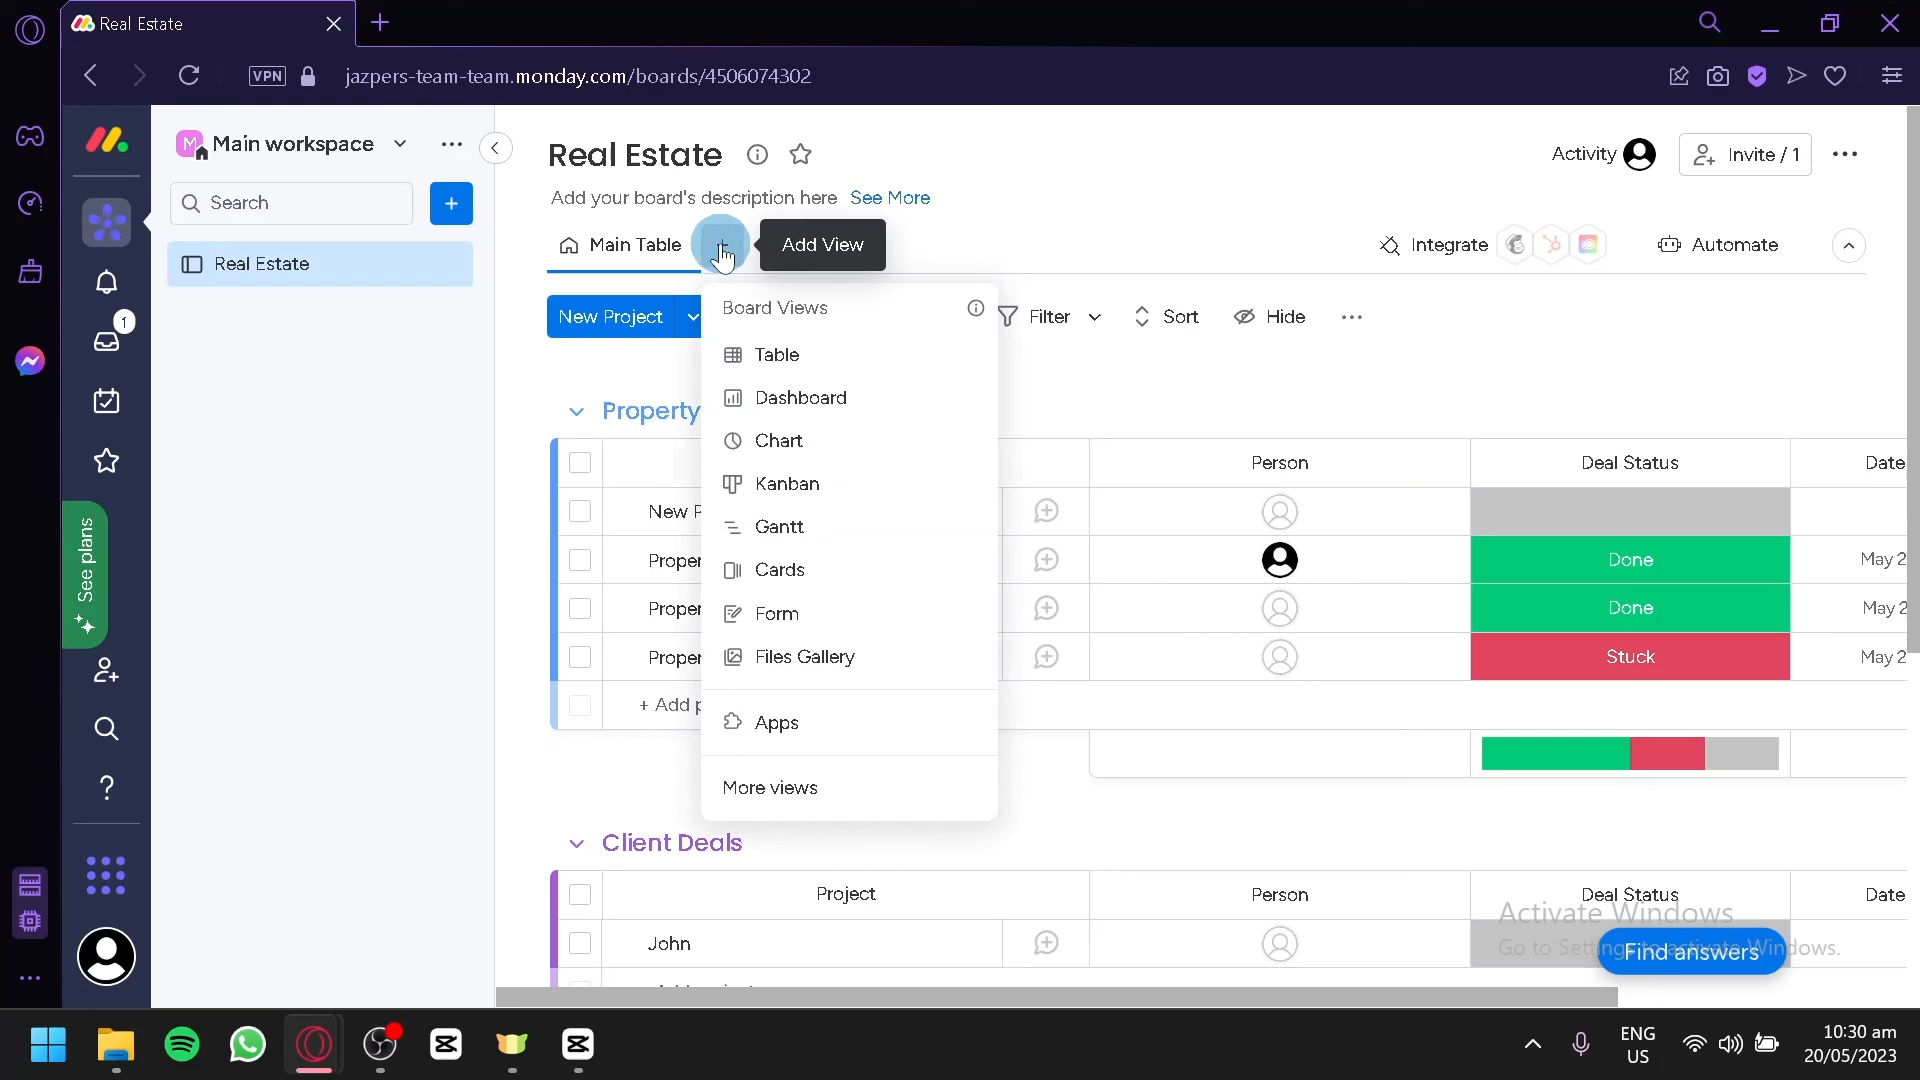 Real Estate
VPN
jazpers-team-team.monday.com/boards/4506074302
M Main workspace
Search
Real Estate
1
See plans
Real Estate
Activity
Invite / 1
Add your board's description here See More
Main Table
Add View
Integrate
Automate
New Project
Filter
Sort
Hide
Board Views
Table
Dashboard
Chart
Kanban
Gantt
Cards
Form
Files Gallery
Apps
More views
Property
Person
Deal Status
Date
New P
Proper
Done
May 2
Proper
Done
May 2
Proper
Stuck
May 2
+ Add p
Client Deals
Project
Person
Deal Status
Date
John
Activate Windows
Go to Settings to activate Windows.
Find answers
ENG
US
10:30 am
20/05/2023